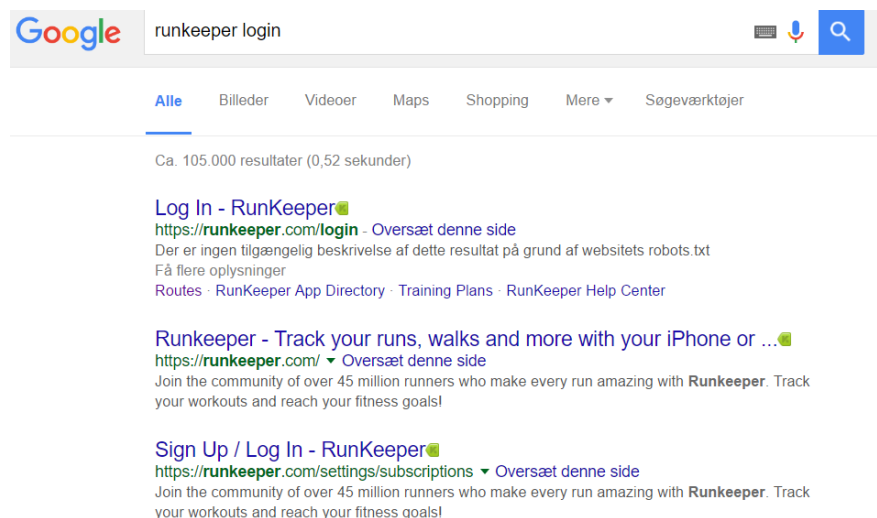 Google runkeeper login
Alle Billeder Videoer Maps Shopping Mere Søgeværktøjer
Ca. 105.000 resultater (0,52 sekunder)
Log In - RunKeeper
https://runkeeper.com/login - Oversæt denne side
Der er ingen tilgængelig beskrivelse af dette resultat på grund af websitets robots.txt
Få flere oplysninger
Routes · RunKeeper App Directory · Training Plans · RunKeeper Help Center
Runkeeper - Track your runs, walks and more with your iPhone or ...
https://runkeeper.com/ Oversæt denne side
Join the community of over 45 million runners who make every run amazing with Runkeeper. Track
your workouts and reach your fitness goals!
Sign Up / Log In - RunKeeper
https://runkeeper.com/settings/subscriptions Oversæt denne side
Join the community of over 45 million runners who make every run amazing with Runkeeper. Track
your workouts and reach your fitness goals!